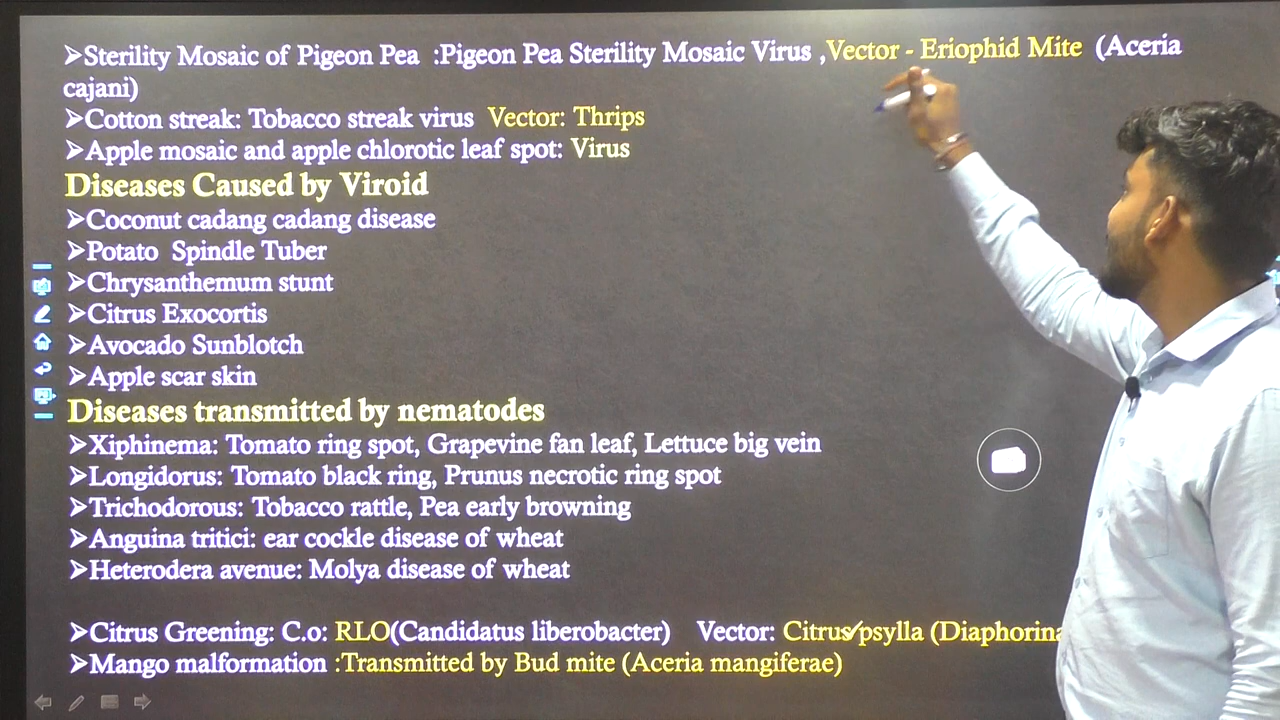 ➤Sterility Mosaic of Pigeon Pea :Pigeon Pea Sterility Mosaic Virus ,Vector - Eriophid Mite (Aceria
cajani)
➤Cotton streak: Tobacco streak virus Vector: Thrips
➤Apple mosaic and apple chlorotic leaf spot: Virus
Diseases Caused by Viroid
➤Coconut cadang cadang disease
➤Potato Spindle Tuber
➤Chrysanthemum stunt
➤Citrus Exocortis
➤Avocado Sunblotch
➤Apple scar skin
Diseases transmitted by nematodes
➤Xiphinema: Tomato ring spot, Grapevine fan leaf, Lettuce big vein
➤Longidorus: Tomato black ring, Prunus necrotic ring spot
➤Trichodorous: Tobacco rattle, Pea early browning
➤Anguina tritici: ear cockle disease of wheat
➤Heterodera avenue: Molya disease of wheat
➤Citrus Greening: C.o: RLO(Candidatus liberobacter) Vector: Citrus psylla (Diaphorina
➤Mango malformation :Transmitted by Bud mite (Aceria mangiferae)